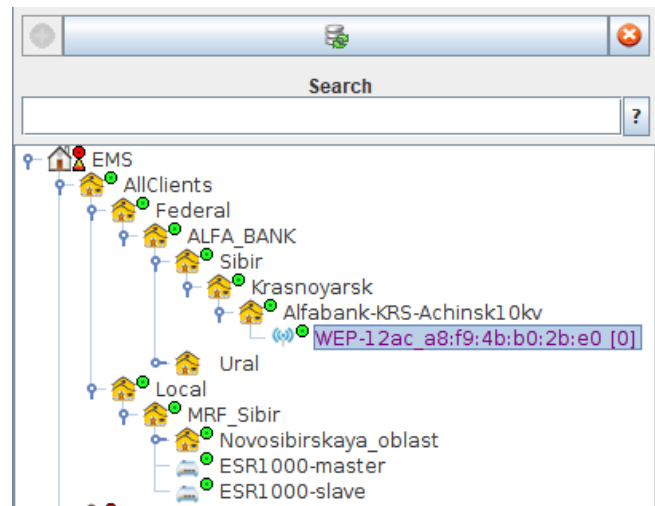 Search
?
EMS
AllClients
Federal
ALFA_BANK
Sibir
Krasnoyarsk
Alfabank-KRS-Achinsk10kv
WEP-12ac_a8:f9:4b:b0:2b:e0 [0]
Ural
Local
MRF_Sibir
Novosibirskaya_oblast
ESR1000-master
ESR1000-slave